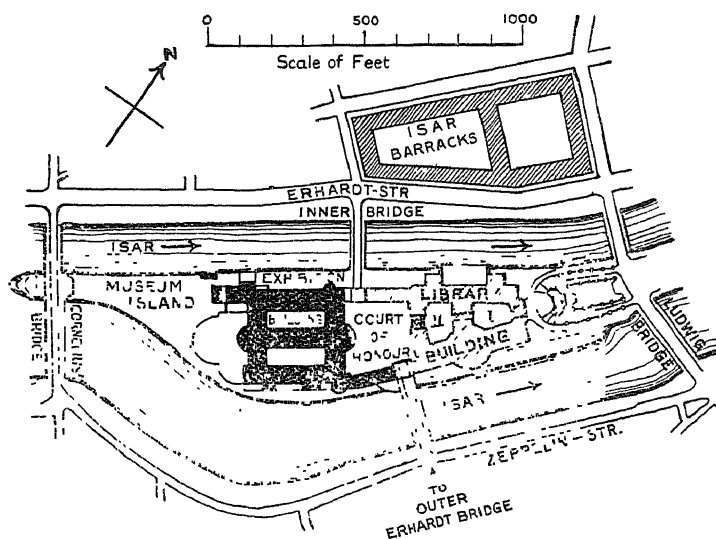 0 500 1000
Scale of Feet
N
ISAR
BARRACKS
ERHARDT-STR
INNER BRIDGE
ISAR
MUSEUM
ISLAND
LIBRARY
COURT
OF
HONOUR
BUILDING
BRIDGE
BRIDGE
LUDWIG
ISAR
ZEPPELIN-STR.
TO
OUTER
ERHARDT BRIDGE